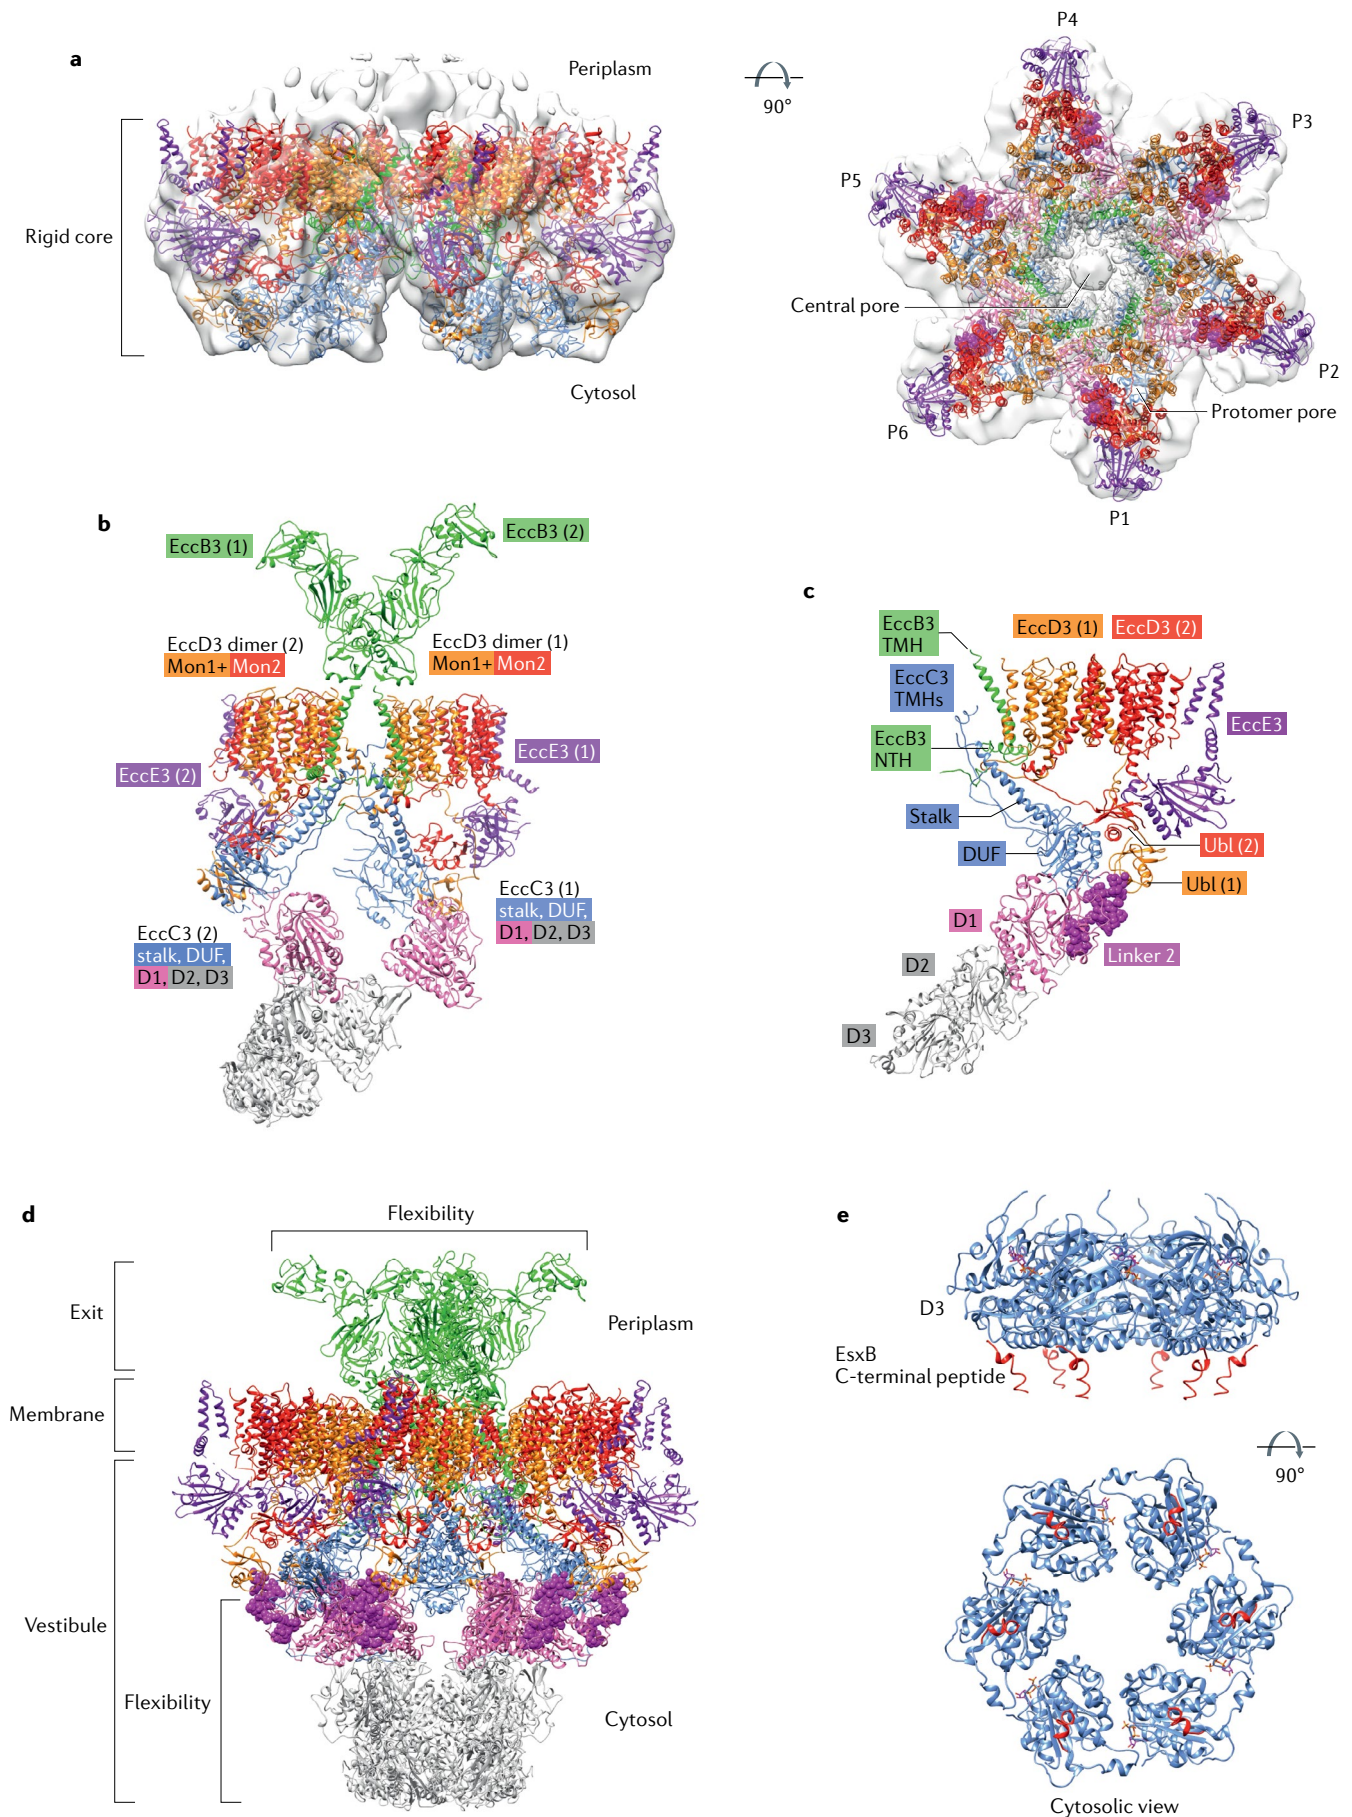 a
Periplasm
Rigid core
Cytosol
90°
P4
P3
P5
Central pore
P2
Protomer pore
P6
P1
b
EccB3 (1)
EccB3 (2)
EccD3 dimer (2)
Mon1+ Mon2
EccD3 dimer (1)
Mon1+ Mon2
EccE3 (1)
EccE3 (2)
EccC3 (1)
stalk, DUF,
D1, D2, D3
EccC3 (2)
stalk, DUF,
D1, D2, D3
c
EccB3
TMH
EccD3 (1)
EccD3 (2)
EccC3
TMHs
EccE3
EccB3
NTH
Stalk
DUF
Ubl (2)
Ubl (1)
D1
Linker 2
D2
D3
d
Flexibility
Exit
Periplasm
Membrane
Vestibule
Flexibility
Cytosol
e
D3
EsxB
C-terminal peptide
90°
Cytosolic view